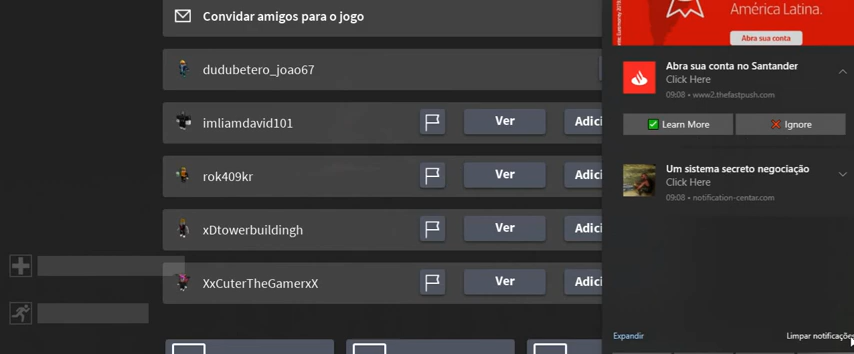 Convidar amigos para o jogo
dudubetero_joao67
imliamdavid101
Ver
Adici
rok409kr
Ver
Adici
xDtowerbuildingh
Ver
Adici
XxCuterTheGamerxX
Ver
Adici
América Latina.
Abra sua conta
Abra sua conta no Santander
Click Here
09:08 • www2.thefastpush.com
Learn More
Ignore
Um sistema secreto negociação
Click Here
09:08 • notification-centar.com
Expandir
Limpar notificações